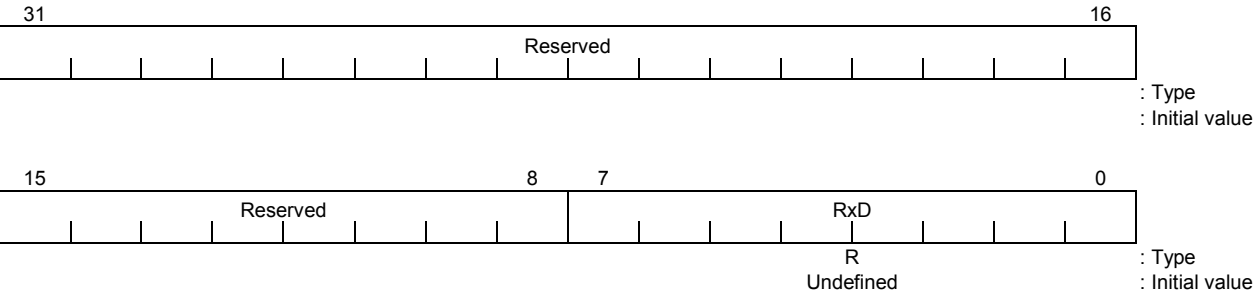 31 16
Reserved
: Type
: Initial value
15 8 7 0
Reserved RxD
R : Type
Undefined : Initial value